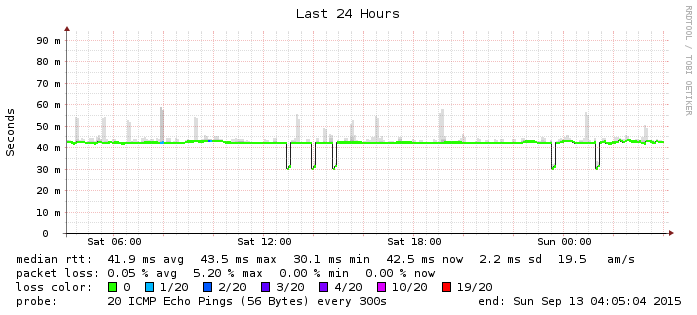 Last 24 Hours
RRDTOOL / TOBI OETIKER
Seconds
90 m
80 m
70 m
60 m
50 m
40 m
30 m
20 m
10 m
0
Sat 06:00 Sat 12:00 Sat 18:00 Sun 00:00
median rtt: 41.9 ms avg 43.5 ms max 30.1 ms min 42.5 ms now 2.2 ms sd 19.5 am/s
packet loss: 0.05 % avg 5.20 % max 0.00 % min 0.00 % now
loss color: 0 1/20 2/20 3/20 4/20 10/20 19/20
probe: 20 ICMP Echo Pings (56 Bytes) every 300s end: Sun Sep 13 04:05:04 2015